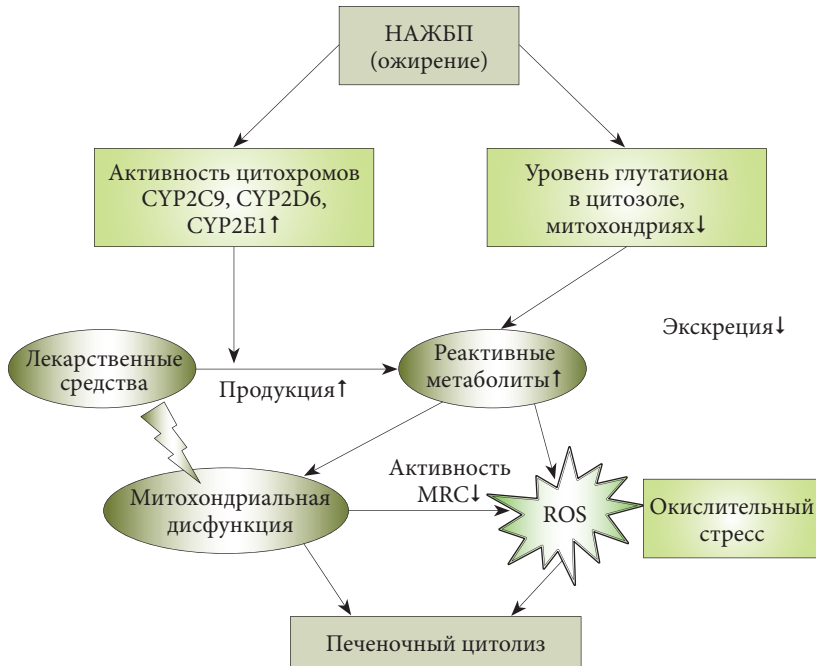 НАЖБП
(ожирение)
Активность цитохромов
CYP2C9, CYP2D6,
CYP2E1↑
Уровень глутатиона
в цитозоле,
митохондриях↓
Экскреция↓
Лекарственные
средства
Продукция↑
Реактивные
метаболиты↑
Митохондриальная
дисфункция
Активность
MRC↓
ROS
Окислительный
стресс
Печеночный цитолиз